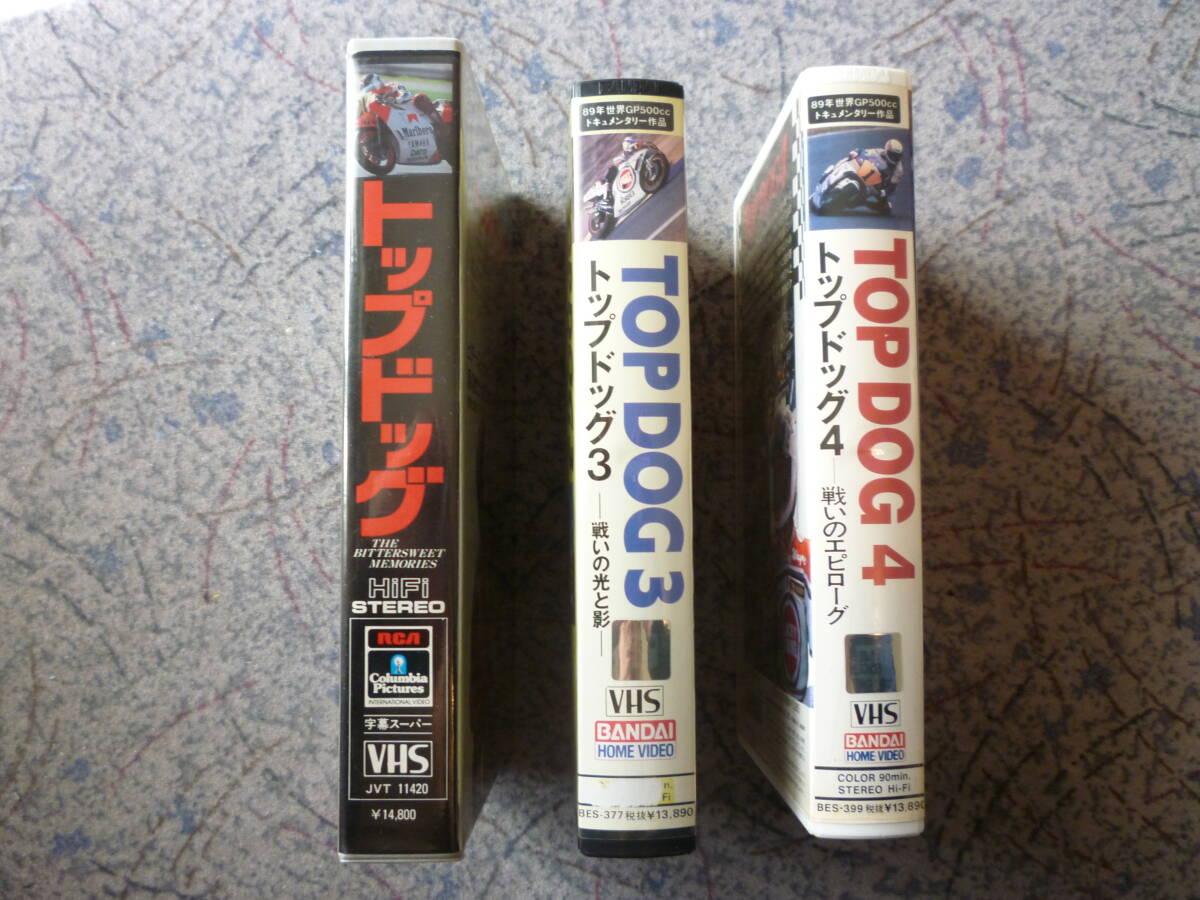 Marlboro
YAMAHA
トップドッグ
THE
BITTERSWEET
MEMORIES
HiFi
STEREO
RCA
Columbia
Pictures
INTERNATIONAL VIDEO
字幕スーパー
VHS
JVT 11420
¥14,800
89年世界GP500cc
ドキュメンタリー作品
TOP DOG 3
トップドッグ3
戦いの光と影
VHS
BANDAI
HOME VIDEO
n.
Fi
BES-377 税抜¥13,890
89年世界GP500cc
ドキュメンタリー作品
1
TOP DOG 4
トップドッグ4
戦いのエピローグ
VHS
BANDAI
HOME VIDEO
COLOR 90min.
STEREO Hi-Fi
BES-399 税抜¥13,890